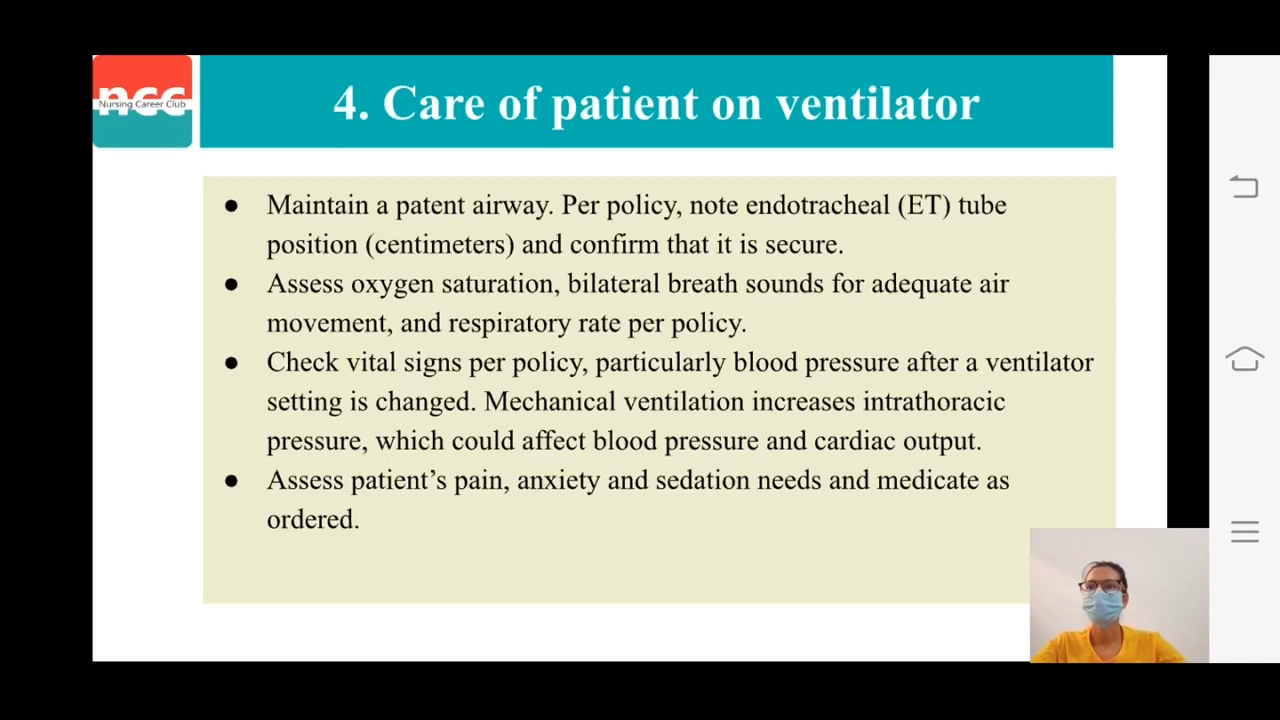 ncc
Nursing Career Club
4. Care of patient on ventilator
● Maintain a patent airway. Per policy, note endotracheal (ET) tube
position (centimeters) and confirm that it is secure.
● Assess oxygen saturation, bilateral breath sounds for adequate air
movement, and respiratory rate per policy.
● Check vital signs per policy, particularly blood pressure after a ventilator
setting is changed. Mechanical ventilation increases intrathoracic
pressure, which could affect blood pressure and cardiac output.
● Assess patient’s pain, anxiety and sedation needs and medicate as
ordered.